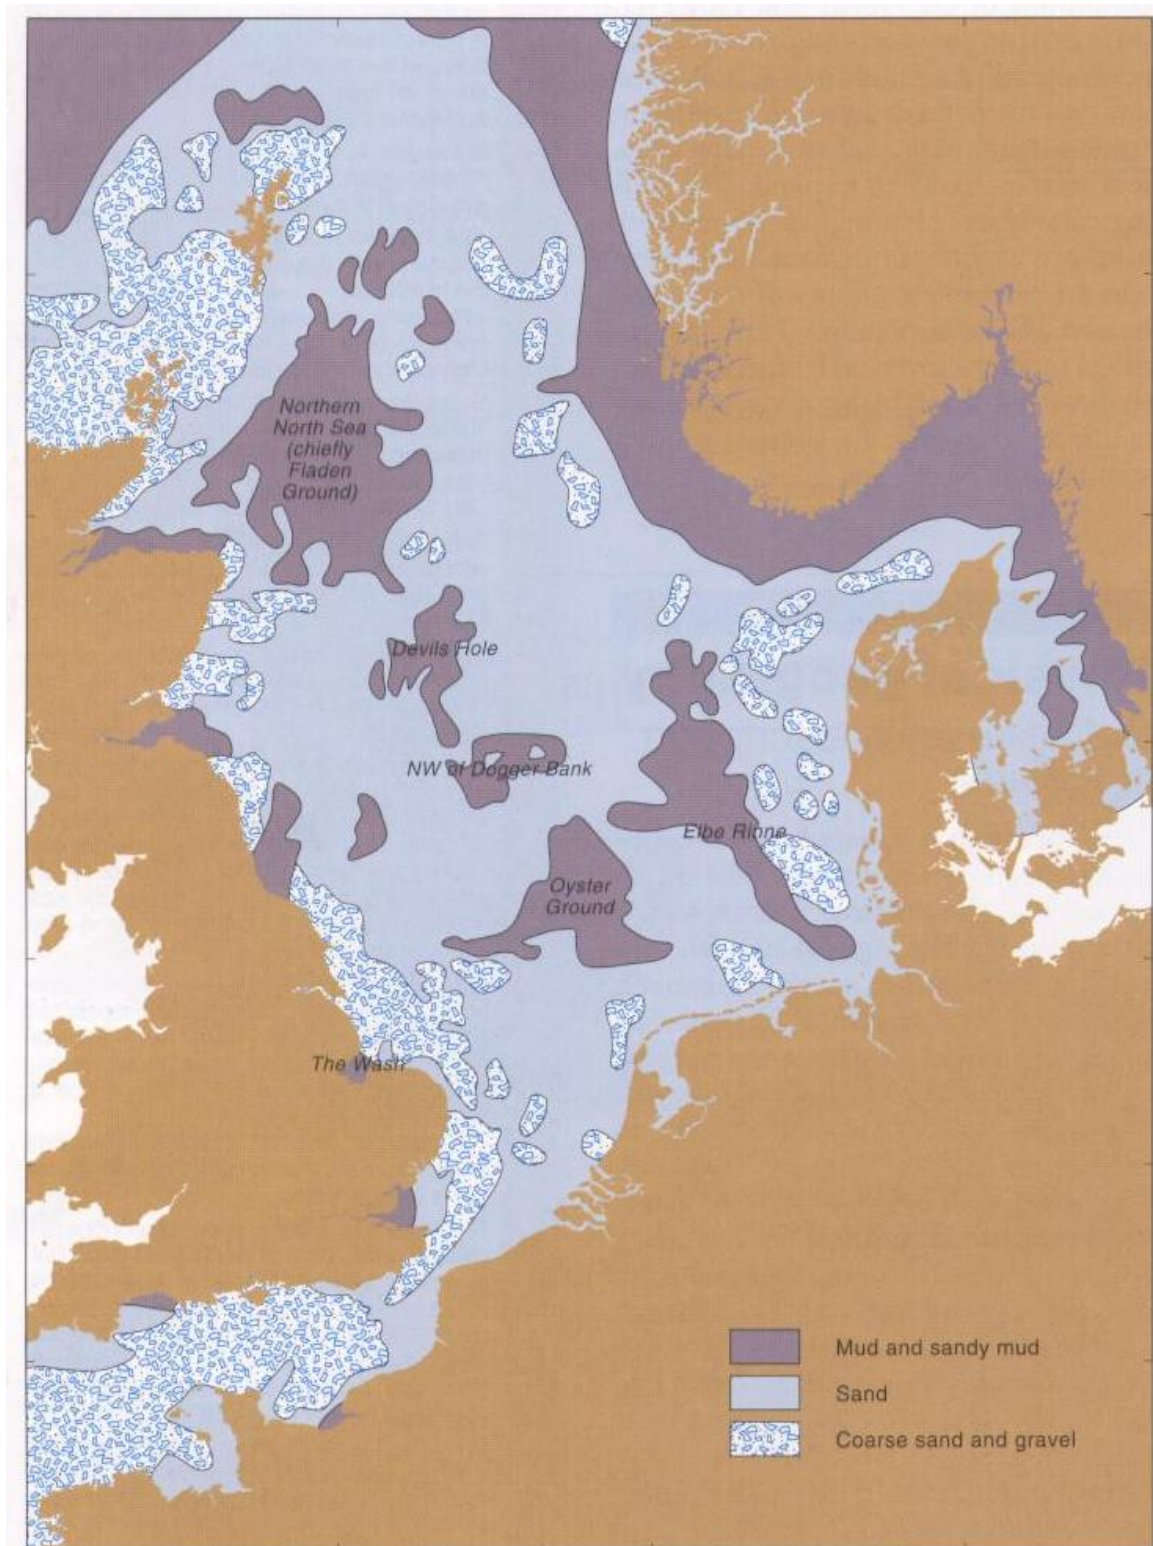 Northern
North Sea
(chiefly
Fladen
Ground)
Devils Hole
NW of Dogger Bank
Elbe Rinne
Oyster
Ground
The Wash
Mud and sandy mud
Sand
Coarse sand and gravel